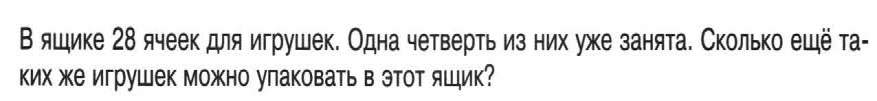 В ящике 28 ячеек для игрушек. Одна четверть из них уже занята. Сколько ещё та-
ких же игрушек можно упаковать в этот ящик?